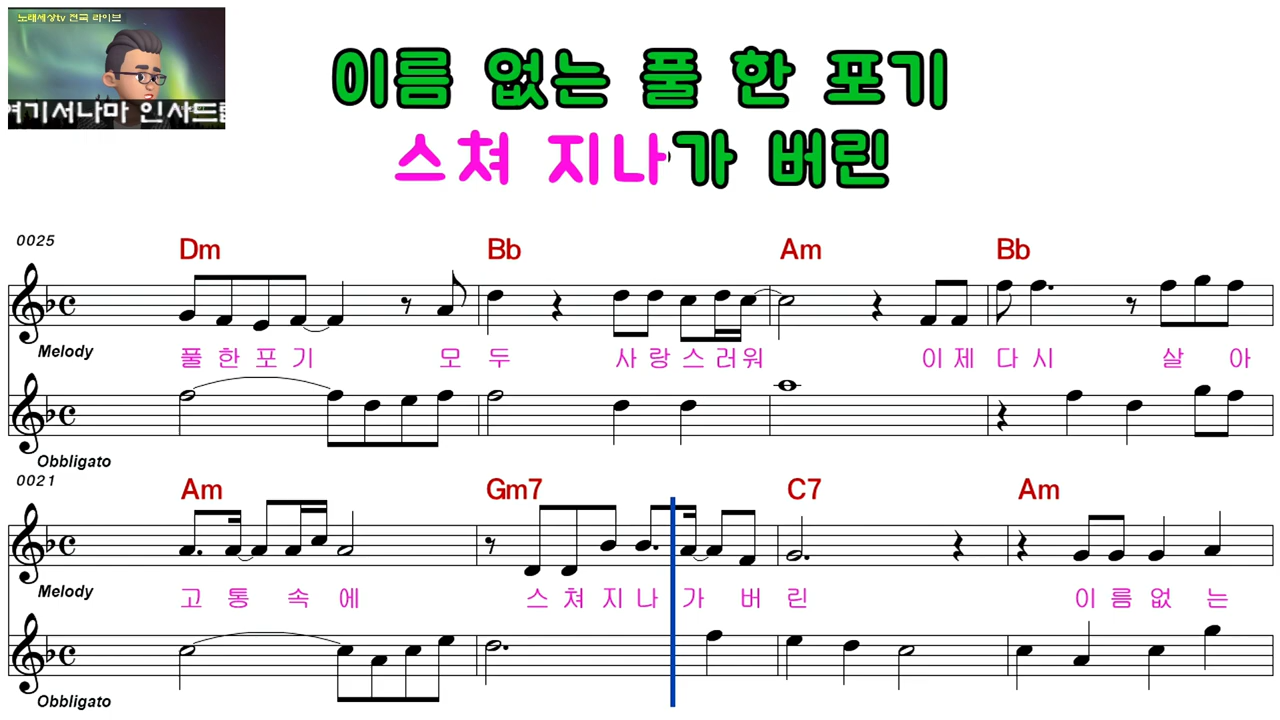 노래세상tv 전국 라이브
여기서나마 인사드
이름 없는 풀 한 포기
스쳐 지나가 버린
0025
Dm Bb Am Bb
Melody
풀 한 포 기 모 두 사 랑 스 러 워 이 제 다 시 살 아
Obbligato
0021
Am Gm7 C7 Am
Melody
고 통 속 에 스 쳐 지 나 가 버 린 이 름 없 는
Obbligato